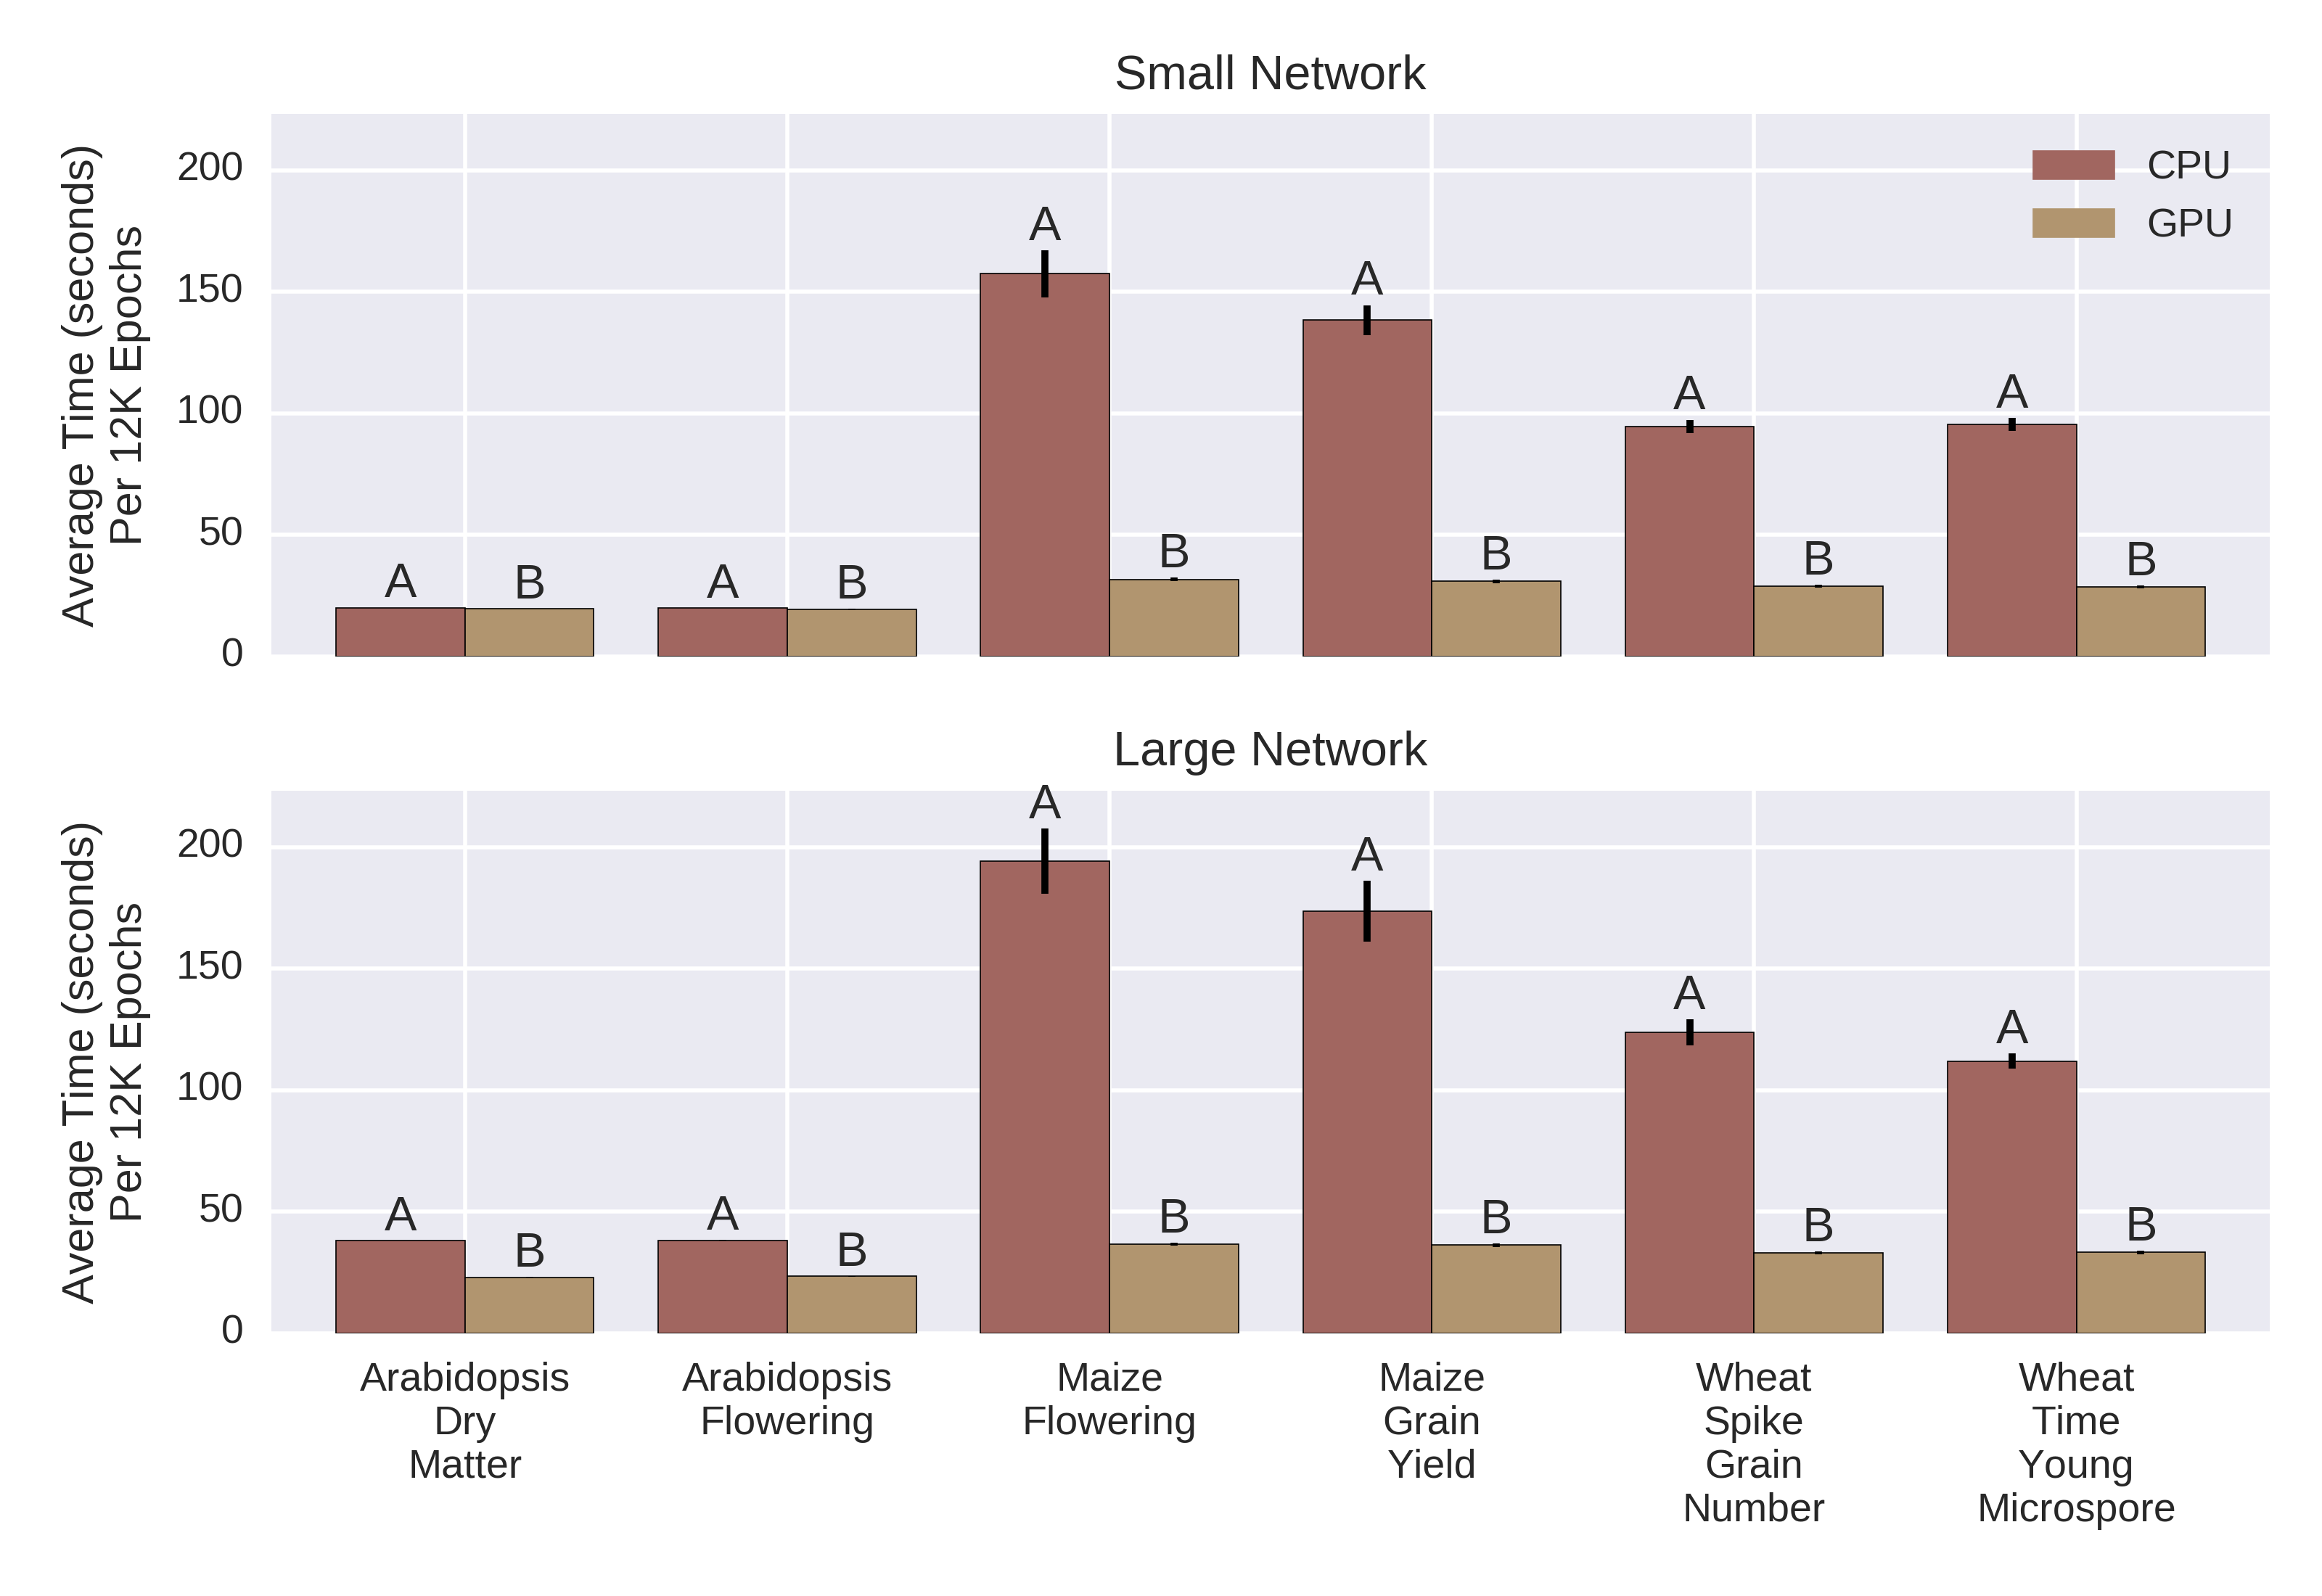 Small Network
Average Time (seconds)
Per 12K Epochs
200
150
100
50
0
CPU
GPU
A
B
A
B
A
B
A
B
A
B
A
B
Large Network
Average Time (seconds)
Per 12K Epochs
200
150
100
50
0
A
B
A
B
A
B
A
B
A
B
A
B
Arabidopsis
Dry
Matter
Arabidopsis
Flowering
Maize
Flowering
Maize
Grain
Yield
Wheat
Spike
Grain
Number
Wheat
Time
Young
Microspore